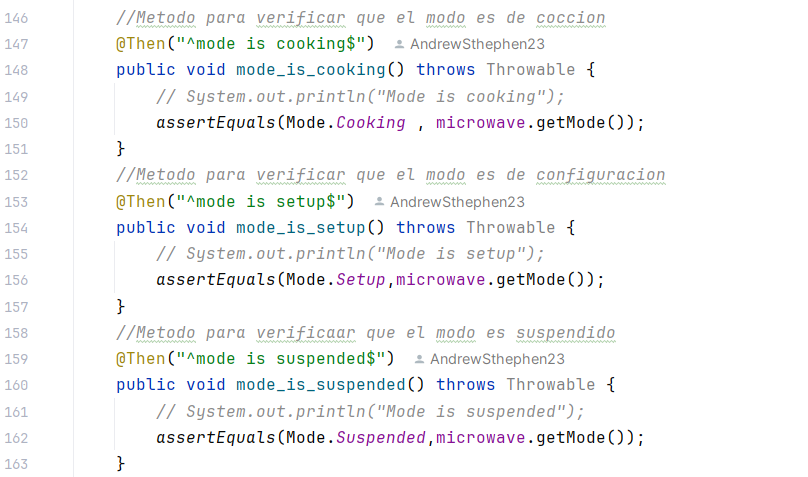 146 //Metodo para verificar que el modo es de coccion
147 @Then("^mode is cooking$") AndrewSthephen23
148 public void mode_is_cooking() throws Throwable {
149 // System.out.println("Mode is cooking");
150 assertEquals(Mode.Cooking , microwave.getMode());
151 }
152 //Metodo para verificar que el modo es de configuracion
153 @Then("^mode is setup$") AndrewSthephen23
154 public void mode_is_setup() throws Throwable {
155 // System.out.println("Mode is setup");
156 assertEquals(Mode.Setup,microwave.getMode());
157 }
158 //Metodo para verificaar que el modo es suspendido
159 @Then("^mode is suspended$") AndrewSthephen23
160 public void mode_is_suspended() throws Throwable {
161 // System.out.println("Mode is suspended");
162 assertEquals(Mode.Suspended,microwave.getMode());
163 }